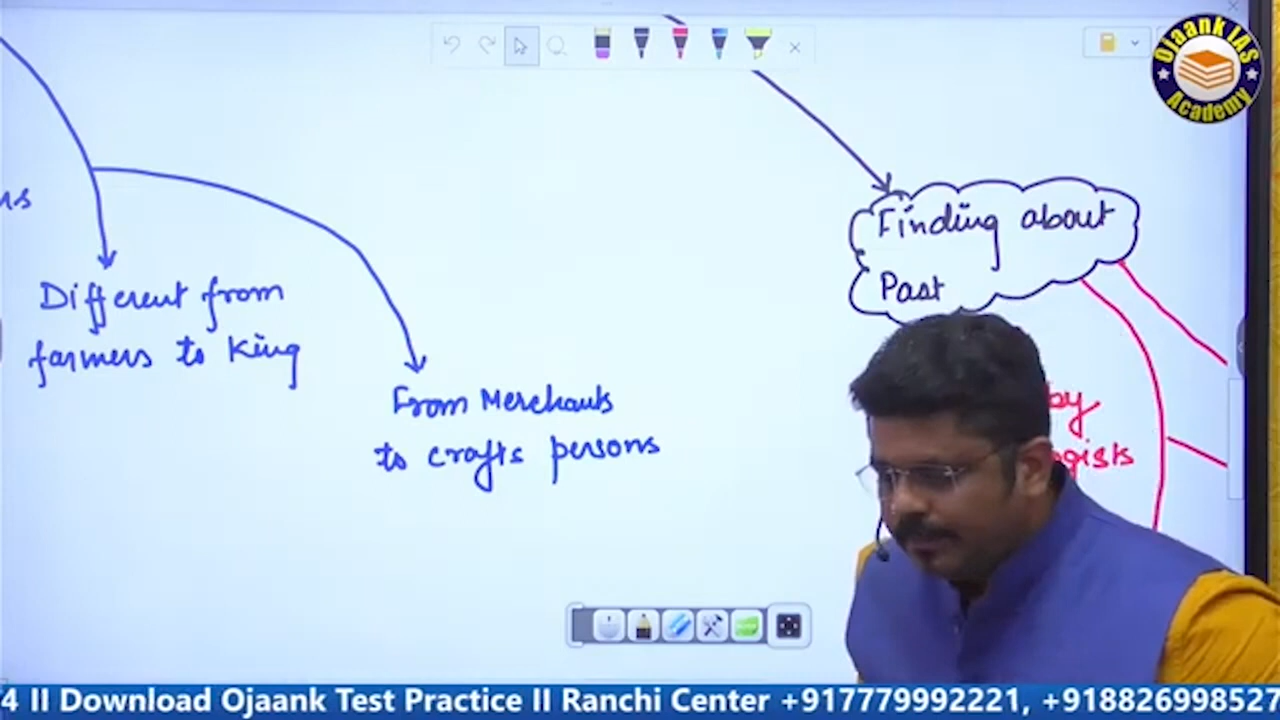 Ojaank IAS
Academy
Finding about
Past
Different from
farmers to King
From Merchants
to crafts persons
by
4 II Download Ojaank Test Practice II Ranchi Center +917779992221, +918826998527